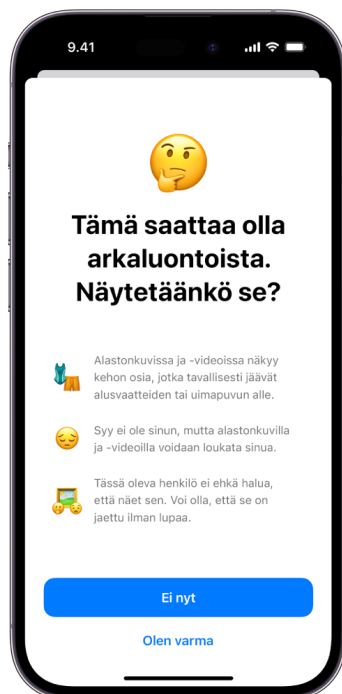 9.41
Tämä saattaa olla
arkaluontoista.
Näytetäänkö se?
Alastonkuvissa ja -videoissa näkyy
kehon osia, jotka tavallisesti jäävät
alusvaatteiden tai uimapuvun alle.
Syy ei ole sinun, mutta alastonkuvilla
ja -videoilla voidaan loukata sinua.
Tässä oleva henkilö ei ehkä halua,
että näet sen. Voi olla, että se on
jaettu ilman lupaa.
Ei nyt
Olen varma